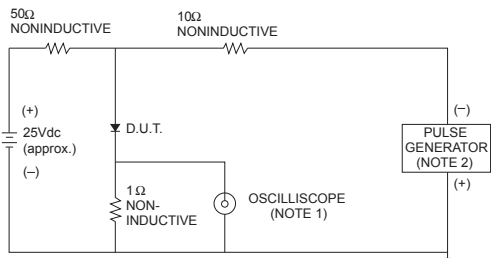 50Ω
NONINDUCTIVE
10Ω
NONINDUCTIVE
(+)
25Vdc
(approx.)
(–)
D.U.T.
1Ω
NON-
INDUCTIVE
OSCILLISCOPE
(NOTE 1)
(–)
PULSE
GENERATOR
(NOTE 2)
(+)